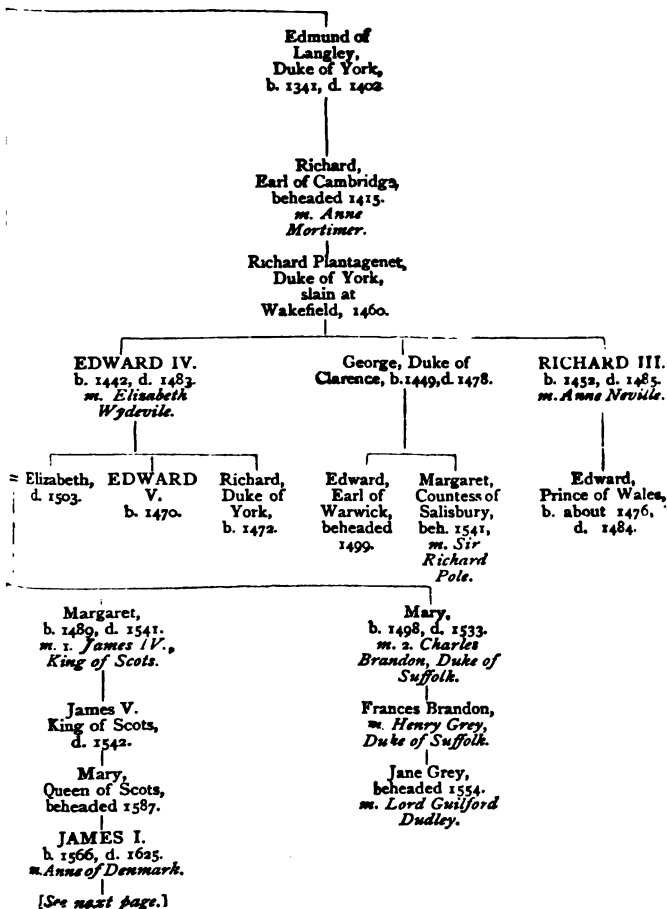 Edmund of
Langley,
Duke of York,
b. 1341, d. 1402
Richard,
Earl of Cambridge,
beheaded 1415.
m. Anne
Mortimer.
Richard Plantagenet,
Duke of York,
slain at
Wakefield, 1460.
EDWARD IV.
b. 1442, d. 1483.
m. Elizabeth
Wydevile.
George, Duke of
Clarence, b. 1449, d. 1478.
RICHARD III.
b. 1452, d. 1485.
m. Anne Neville.
= Elizabeth,
d. 1503.
EDWARD
V.
b. 1470.
Richard,
Duke of
York,
b. 1472.
Edward,
Earl of
Warwick,
beheaded
1499.
Margaret,
Countess of
Salisbury,
beh. 1541,
m. Sir
Richard
Pole.
Edward,
Prince of Wales,
b. about 1476,
d. 1484.
Margaret,
b. 1489, d. 1541.
m. 1. James IV.,
King of Scots.
James V.
King of Scots,
d. 1542.
Mary,
Queen of Scots,
beheaded 1587.
JAMES I.
b. 1566, d. 1625.
m. Anne of Denmark.
[See next page.]
Mary,
b. 1498, d. 1533.
m. 2. Charles
Brandon, Duke of
Suffolk.
Frances Brandon,
m. Henry Grey,
Duke of Suffolk.
Jane Grey,
beheaded 1554.
m. Lord Guilford
Dudley.